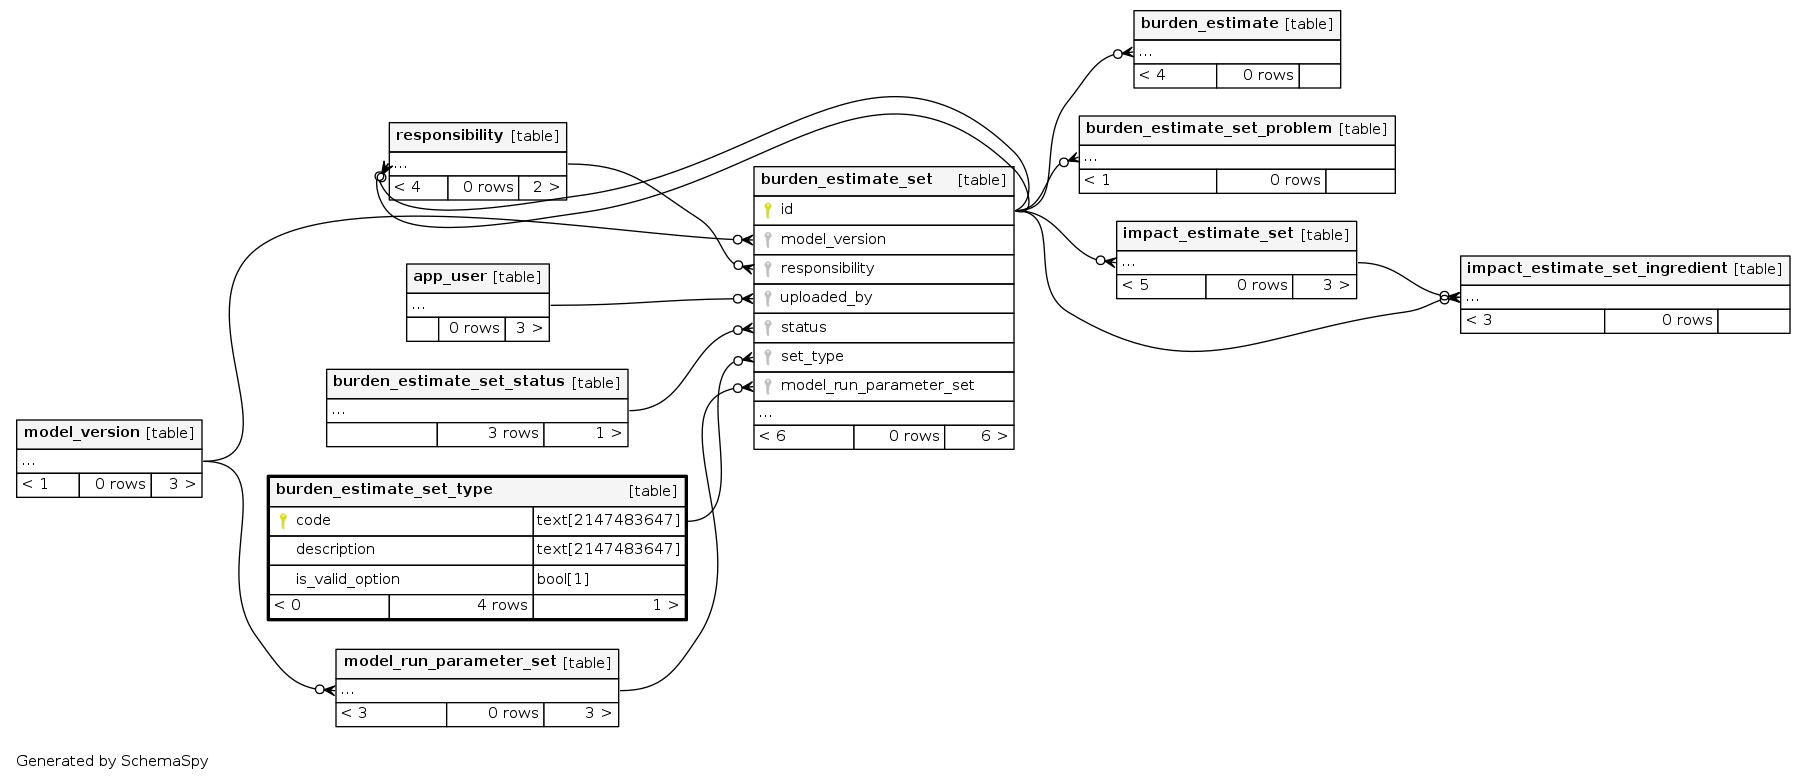 burden_estimate [table]
...
< 4 0 rows
burden_estimate_set_problem [table]
...
< 1 0 rows
responsibility [table]
...
< 4 0 rows 2 >
burden_estimate_set [table]
id
model_version
responsibility
uploaded_by
status
set_type
model_run_parameter_set
...
< 6 0 rows 6 >
impact_estimate_set [table]
...
< 5 0 rows 3 >
impact_estimate_set_ingredient [table]
...
< 3 0 rows
app_user [table]
...
0 rows 3 >
burden_estimate_set_status [table]
...
3 rows 1 >
model_version [table]
...
< 1 0 rows 3 >
burden_estimate_set_type [table]
code text[2147483647]
description text[2147483647]
is_valid_option bool[1]
< 0 4 rows 1 >
model_run_parameter_set [table]
...
< 3 0 rows 3 >
Generated by SchemaSpy